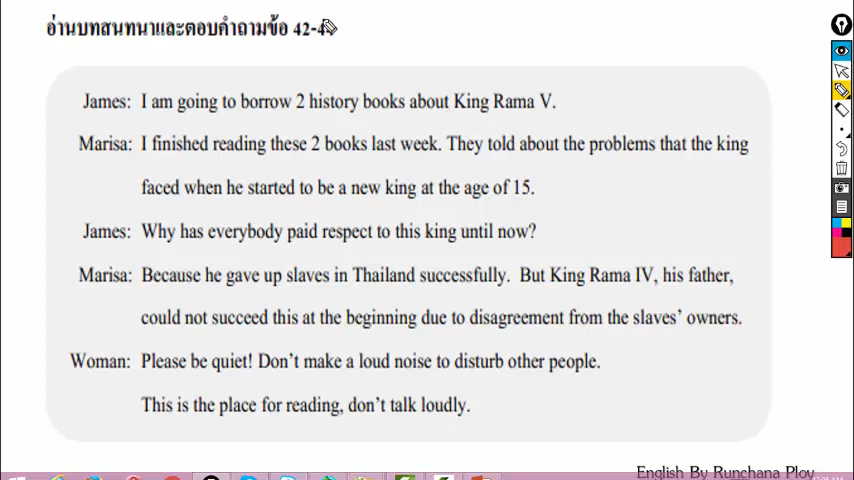 อ่านบทสนทนาและตอบคำถามข้อ 42-4
James: I am going to borrow 2 history books about King Rama V.
Marisa: I finished reading these 2 books last week. They told about the problems that the king
faced when he started to be a new king at the age of 15.
James: Why has everybody paid respect to this king until now?
Marisa: Because he gave up slaves in Thailand successfully. But King Rama IV, his father,
could not succeed this at the beginning due to disagreement from the slaves' owners.
Woman: Please be quiet! Don't make a loud noise to disturb other people.
This is the place for reading, don't talk loudly.
English By Runchana Ploy